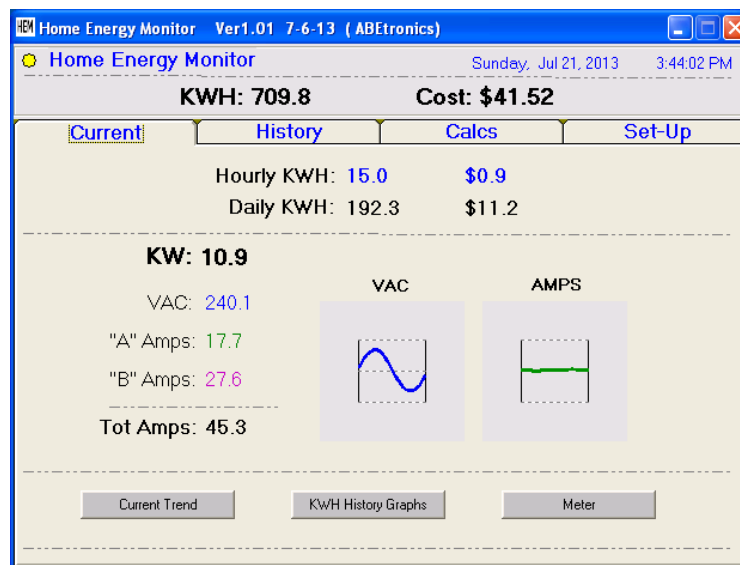 HEM Home Energy Monitor Ver1.01 7-6-13 ( ABEtronics)
Home Energy Monitor Sunday, Jul 21, 2013 3:44:02 PM
KWH: 709.8 Cost: $41.52
Current History Calcs Set-Up
Hourly KWH: 15.0 $0.9
Daily KWH: 192.3 $11.2
KW: 10.9
VAC AMPS
VAC: 240.1
"A" Amps: 17.7
"B" Amps: 27.6
Tot Amps: 45.3
Current Trend KWH History Graphs Meter